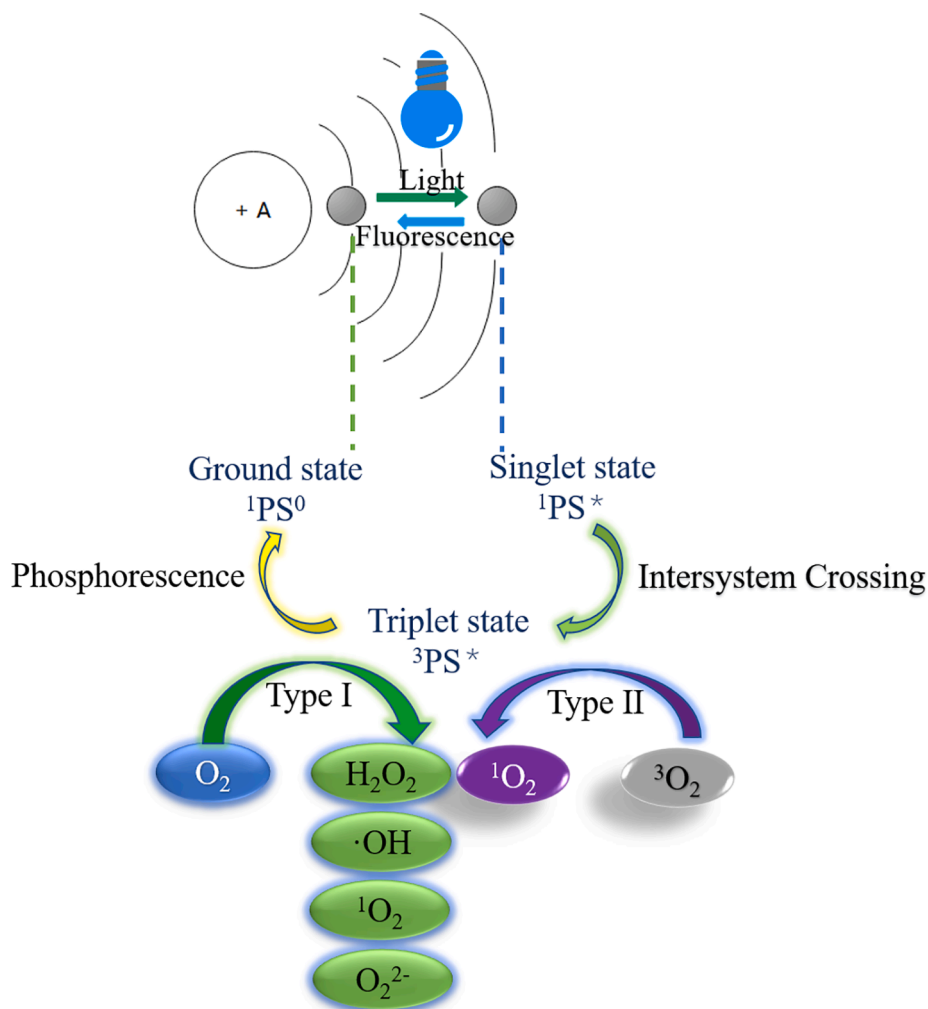 Light
+ A
Fluorescence
Ground state
¹PS⁰
Singlet state
¹PS*
Phosphorescence
Intersystem Crossing
Triplet state
³PS*
Type I
Type II
O₂
H₂O₂
¹O₂
³O₂
·OH
¹O₂
O₂²⁻